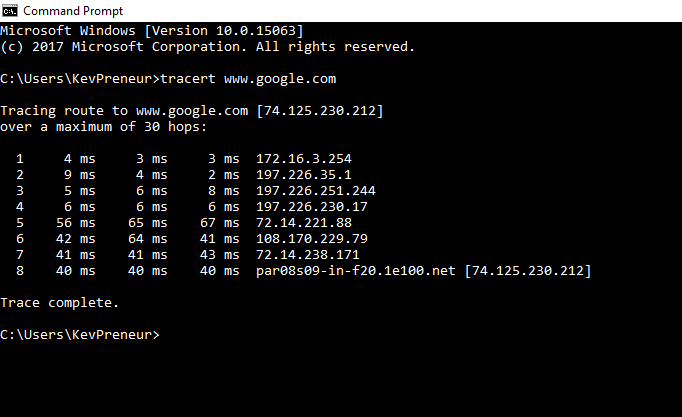 Command Prompt
Microsoft Windows [Version 10.0.15063]
(c) 2017 Microsoft Corporation. All rights reserved.
C:\Users\KevPreneur>tracert www.google.com
Tracing route to www.google.com [74.125.230.212]
over a maximum of 30 hops:
1 4 ms 3 ms 3 ms 172.16.3.254
2 9 ms 4 ms 2 ms 197.226.35.1
3 5 ms 6 ms 8 ms 197.226.251.244
4 6 ms 6 ms 6 ms 197.226.230.17
5 56 ms 65 ms 67 ms 72.14.221.88
6 42 ms 64 ms 41 ms 108.170.229.79
7 41 ms 41 ms 43 ms 72.14.238.171
8 40 ms 40 ms 40 ms par08s09-in-f20.1e100.net [74.125.230.212]
Trace complete.
C:\Users\KevPreneur>